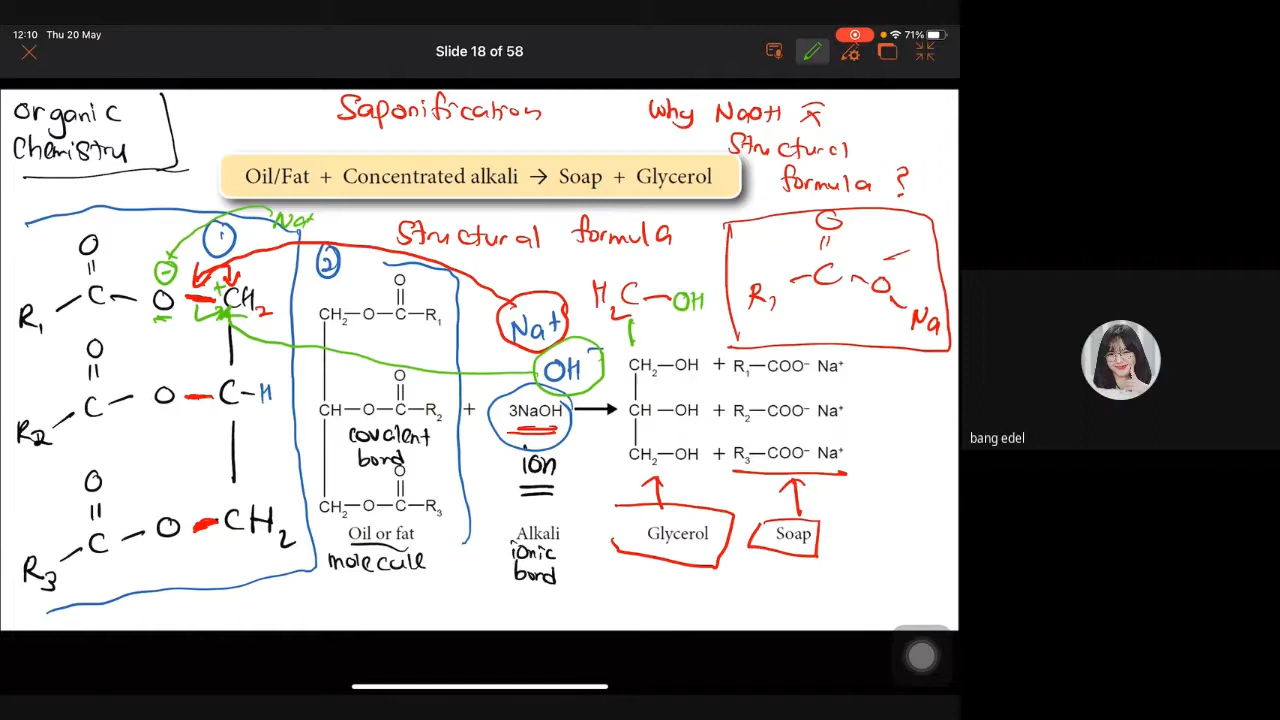 12:10 Thu 20 May
71%
Slide 18 of 58
Organic
Chemistry
Saponification
Why NaOH
Structural
formula ?
Oil/Fat + Concentrated alkali → Soap + Glycerol
Structural formula
1
2
Na+
O
R1 C O CH2
O
R2 C O C H
O
R3 C O CH2
O
CH2—O—C—R1
O
CH—O—C—R2
covalent
bond
O
CH2—O—C—R3
Oil or fat
molecule
+
Na+
OH⁻
3NaOH
ion
Alkali
ionic
bond
H2C—OH
O
R, C O Na
CH2—OH + R1—COO⁻ Na⁺
CH —OH + R2—COO⁻ Na⁺
CH2—OH + R3—COO⁻ Na⁺
Glycerol
Soap
bang edel